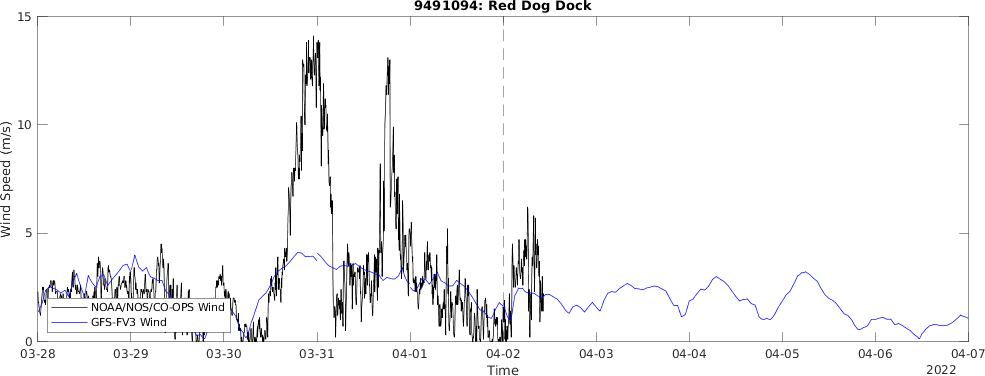 9491094: Red Dog Dock
15
10
5
0
Wind Speed (m/s)
NOAA/NOS/CO-OPS Wind
GFS-FV3 Wind
03-28 03-29 03-30 03-31 04-01 04-02 04-03 04-04 04-05 04-06 04-07
Time
2022